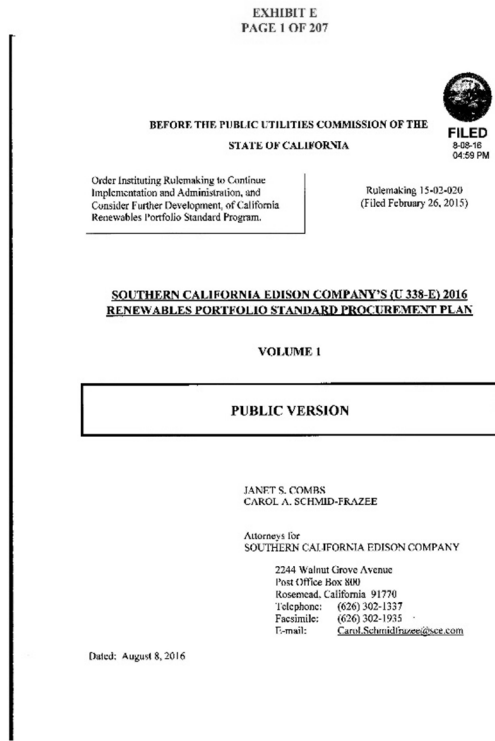 EXHIBIT E
PAGE 1 OF 207
BEFORE THE PUBLIC UTILITIES COMMISSION OF THE
STATE OF CALIFORNIA
FILED
8-08-16
04:59 PM
Order Instituting Rulemaking to Continue
Implementation and Administration, and
Consider Further Development, of California
Renewables Portfolio Standard Program.
Rulemaking 15-02-020
(Filed February 26, 2015)
SOUTHERN CALIFORNIA EDISON COMPANY'S (U 338-E) 2016
RENEWABLES PORTFOLIO STANDARD PROCUREMENT PLAN
VOLUME 1
PUBLIC VERSION
JANET S. COMBS
CAROL A. SCHMID-FRAZEE
Attorneys for
SOUTHERN CALIFORNIA EDISON COMPANY
2244 Walnut Grove Avenue
Post Office Box 800
Rosemead, California 91770
Telephone: (626) 302-1337
Facsimile: (626) 302-1935
E-mail: Carol.Schmidfrazee@sce.com
Dated: August 8, 2016